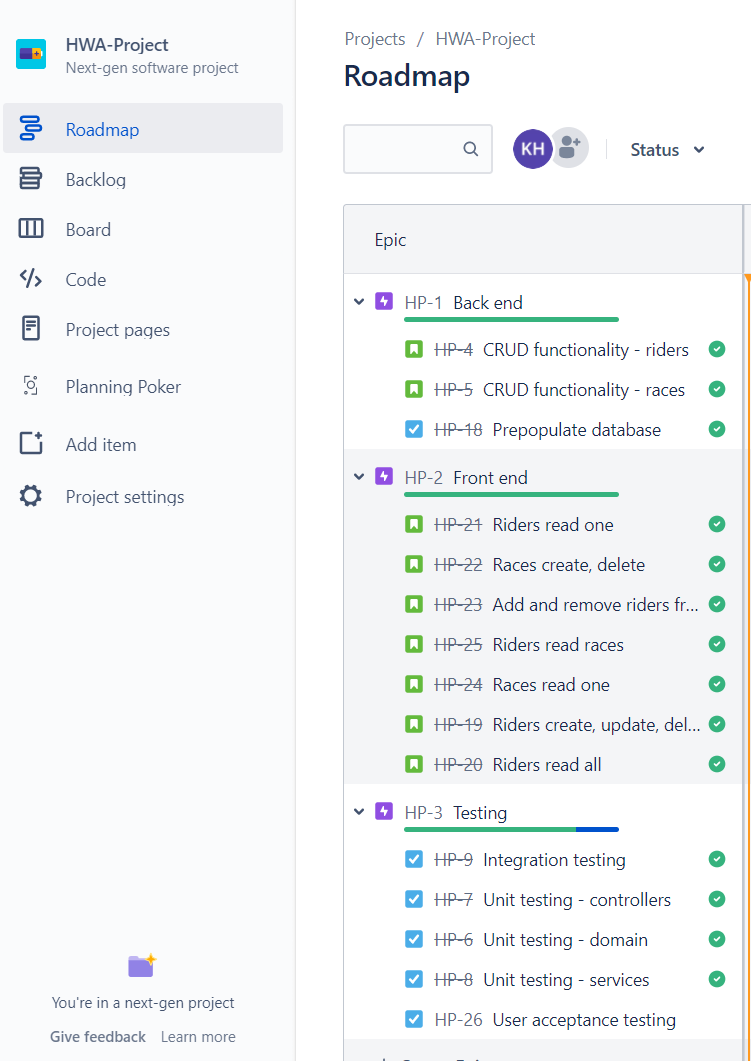 HWA-Project
Next-gen software project
Roadmap
Backlog
Board
Code
Project pages
Planning Poker
Add item
Project settings
You're in a next-gen project
Give feedback Learn more
Projects / HWA-Project
Roadmap
KH
Status
Epic
HP-1 Back end
HP-4 CRUD functionality - riders
HP-5 CRUD functionality - races
HP-18 Prepopulate database
HP-2 Front end
HP-21 Riders read one
HP-22 Races create, delete
HP-23 Add and remove riders fr...
HP-25 Riders read races
HP-24 Races read one
HP-19 Riders create, update, del...
HP-20 Riders read all
HP-3 Testing
HP-9 Integration testing
HP-7 Unit testing - controllers
HP-6 Unit testing - domain
HP-8 Unit testing - services
HP-26 User acceptance testing